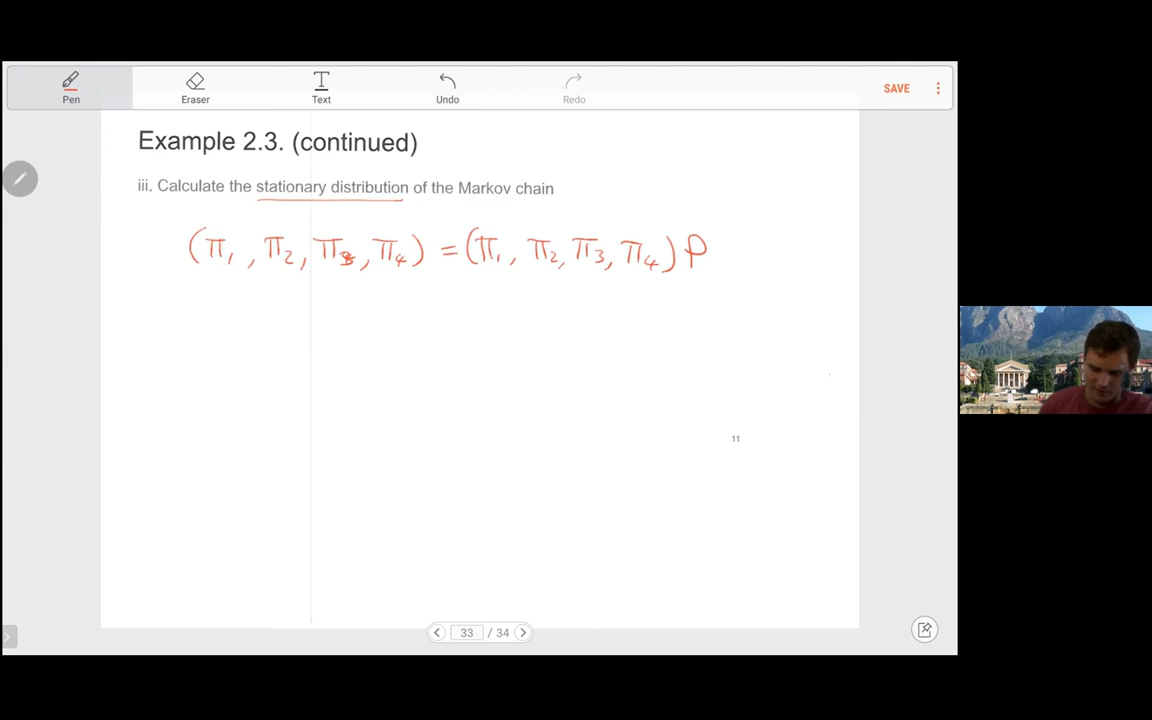 Pen Eraser Text Undo Redo SAVE
Example 2.3. (continued)
iii. Calculate the stationary distribution of the Markov chain
(π₁, π₂, π₃, π₄) = (π₁, π₂, π₃, π₄) P
11
33 / 34